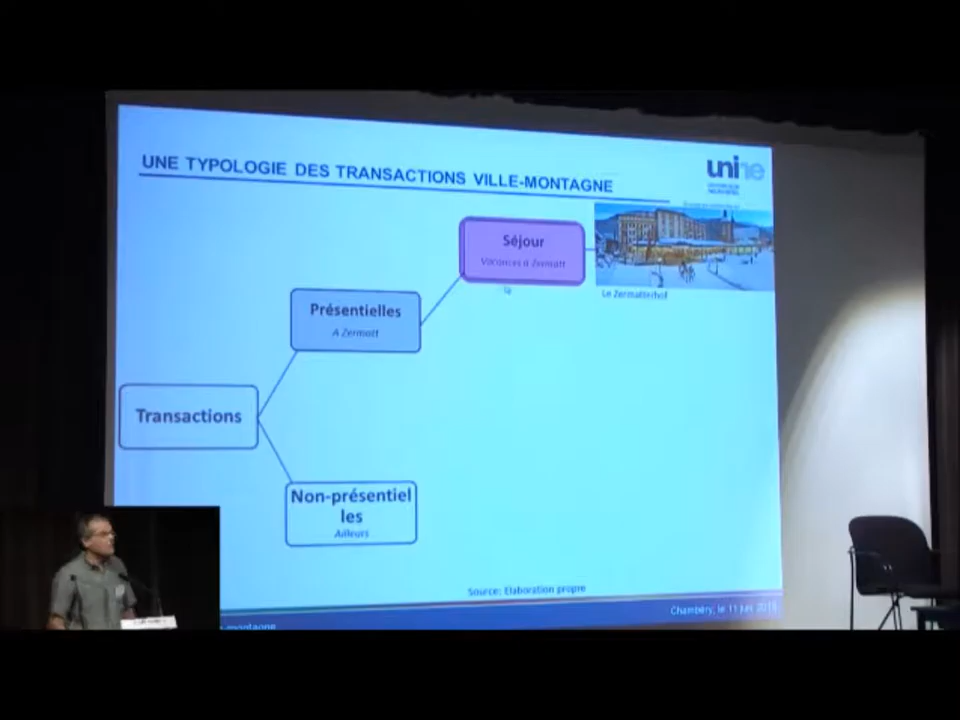 UNE TYPOLOGIE DES TRANSACTIONS VILLE-MONTAGNE
unine
Séjour
Vacances à Zermatt
Le Zermatterhof
Présentielles
A Zermatt
Transactions
Non-présentiel
les
Ailleurs
Source: Elaboration propre
Chambéry, le 11 juin
montagne